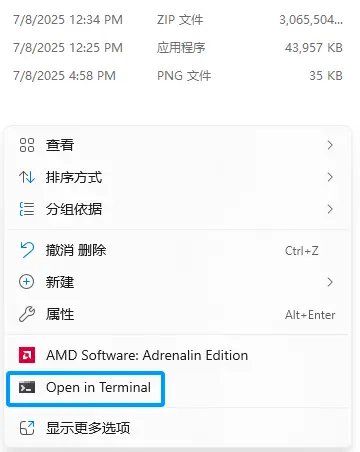 7/8/2025 12:34 PM ZIP 文件 3,065,504...
7/8/2025 12:25 PM 应用程序 43,957 KB
7/8/2025 4:58 PM PNG 文件 35 KB
查看
排序方式
分组依据
撤消 删除 Ctrl+Z
新建
属性 Alt+Enter
AMD Software: Adrenalin Edition
Open in Terminal
显示更多选项